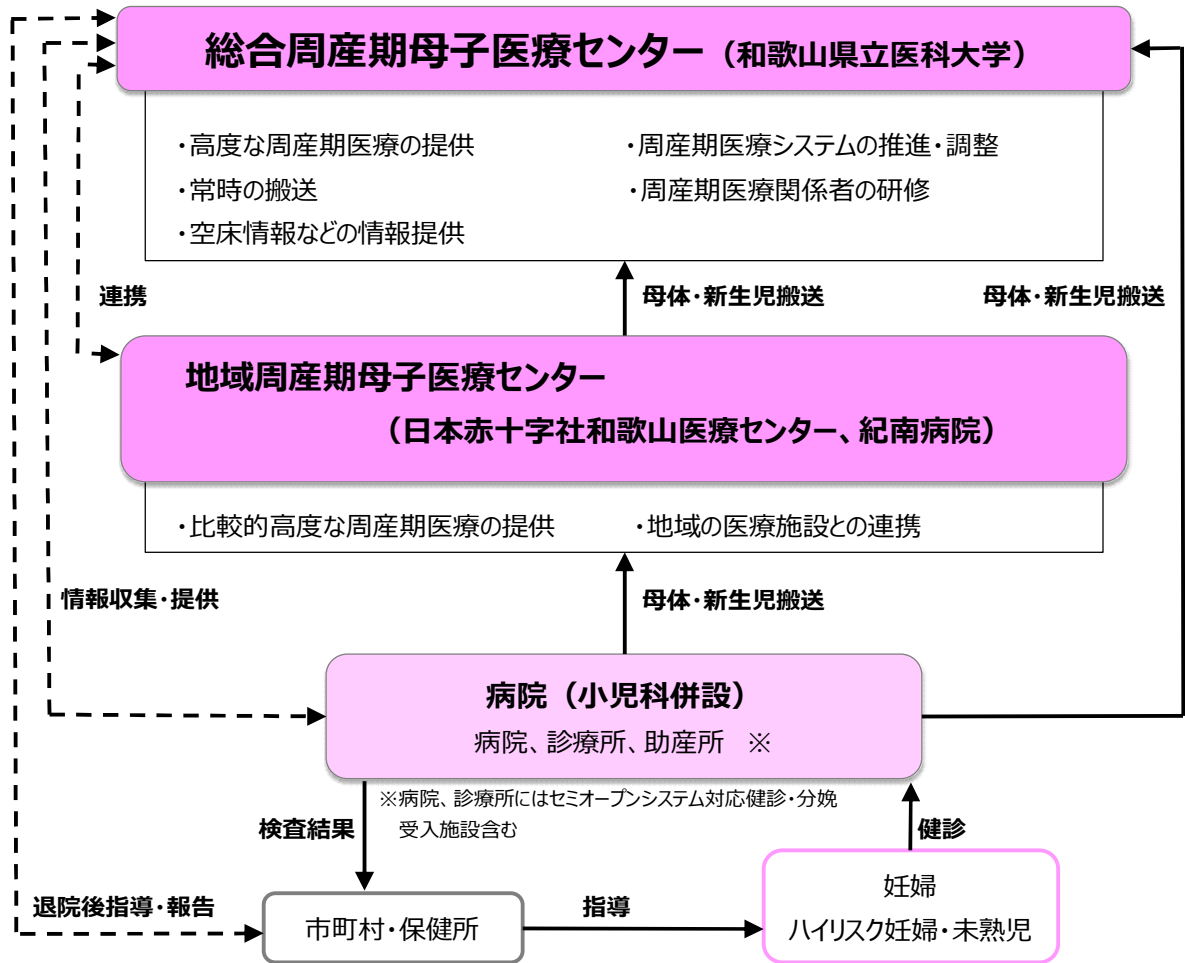 総合周産期母子医療センター（和歌山県立医科大学）
・高度な周産期医療の提供
・周産期医療システムの推進・調整
・常時の搬送
・周産期医療関係者の研修
・空床情報などの情報提供
連携
母体・新生児搬送
母体・新生児搬送
地域周産期母子医療センター
（日本赤十字社和歌山医療センター、紀南病院）
・比較的高度な周産期医療の提供
・地域の医療施設との連携
情報収集・提供
母体・新生児搬送
病院（小児科併設）
病院、診療所、助産所　※
※病院、診療所にはセミオープンシステム対応健診・分娩
受入施設含む
検査結果
健診
退院後指導・報告
市町村・保健所
指導
妊婦
ハイリスク妊婦・未熟児